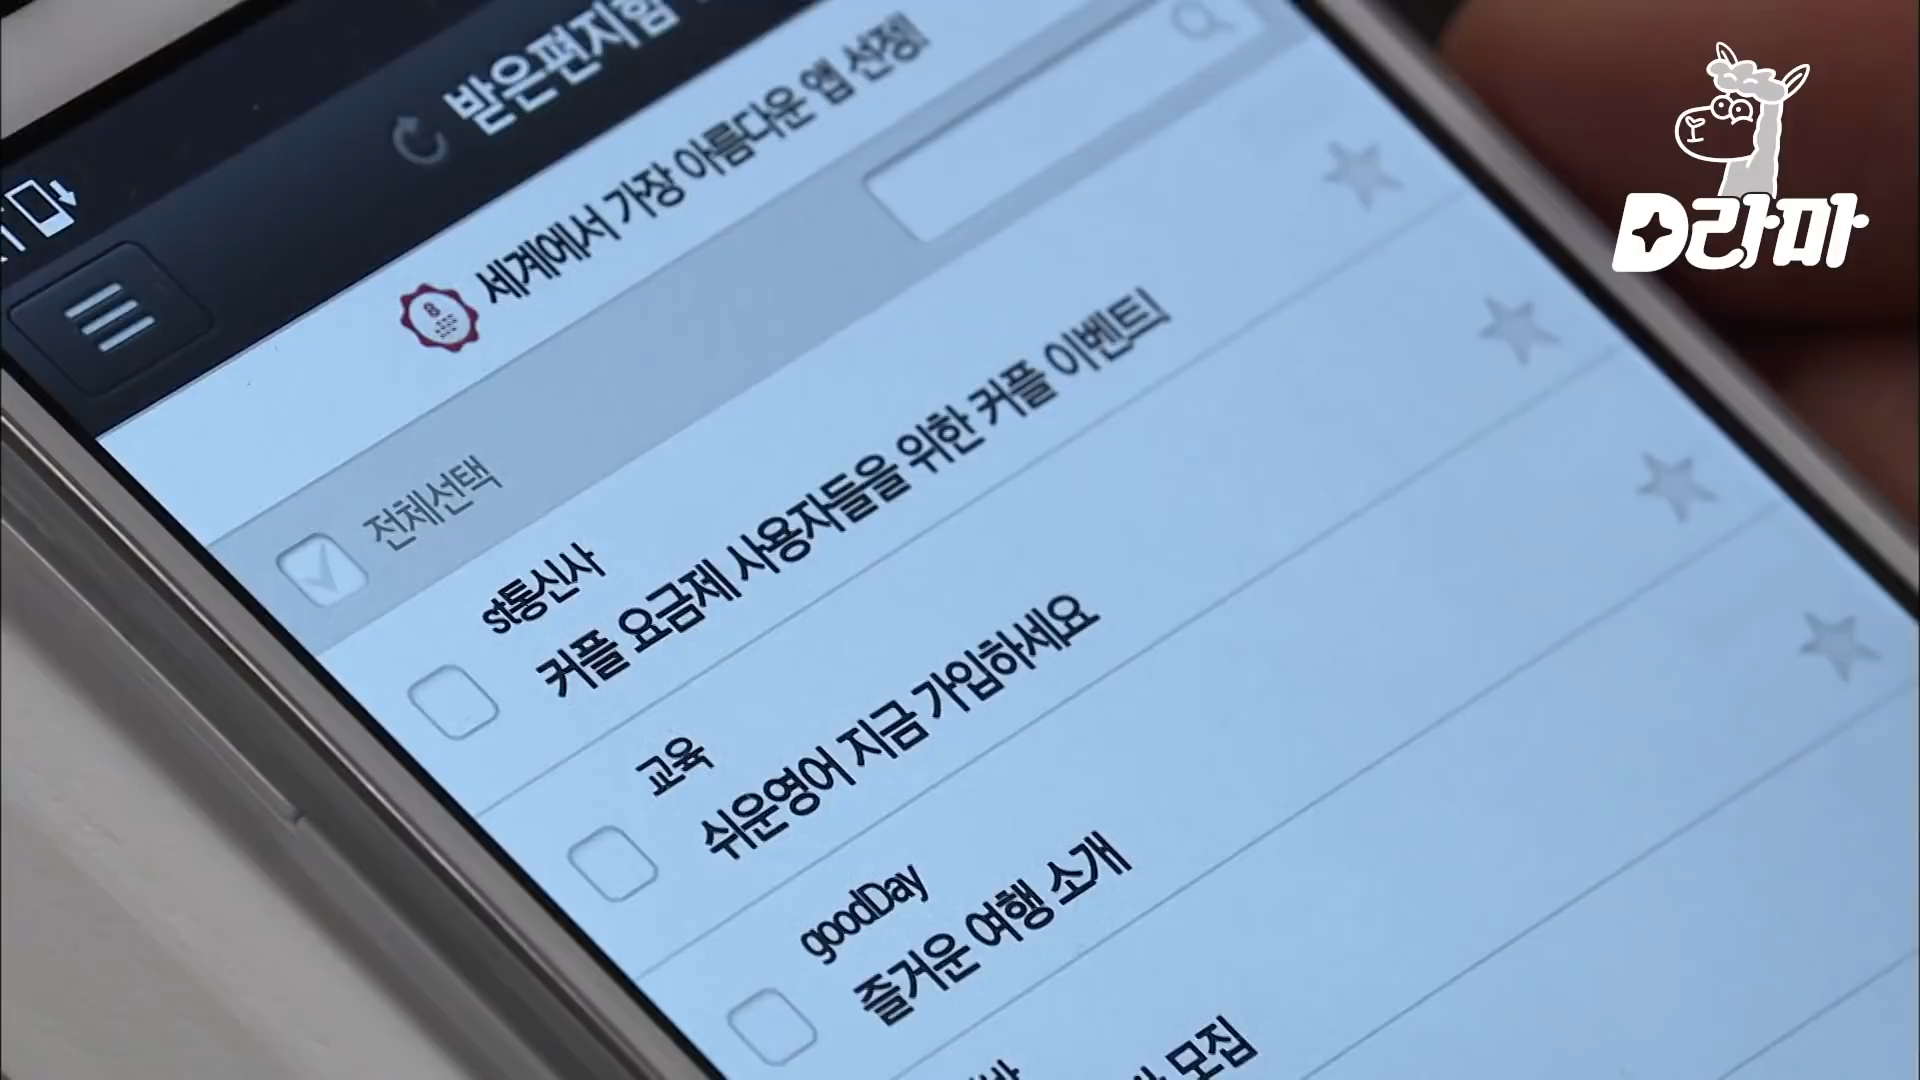 받은편지함
세계에서 가장 아름다운 앱 선정!
전체선택
st통신사
커플 요금제 사용자들을 위한 커플 이벤트!
교육
쉬운영어 지금 가입하세요
goodDay
즐거운 여행 소개
모집
D라마